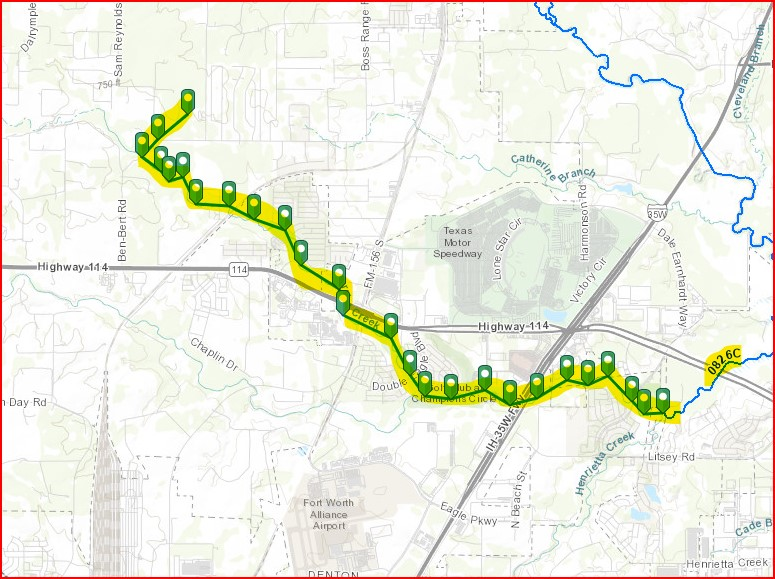 Dalrymple
Sam Reynolds
Boss Range R
Cleveland Branch
750
Catherine
Branch
35W
Ben-Bert Rd
FM-156 S
Texas
Motor
Speedway
Lone Star Cir
Harmonson Rd
Victory Cir
Dale Earnhardt Way
Highway 114
114
Creek
Highway 114
Chaplin Dr
0826C
Double
Champions Circle
n Day Rd
IH-35W
Henrietta Creek
Litsey Rd
N Beach St
Fort Worth
Alliance
Airport
Eagle Pkwy
Cade B
Henrietta Creek
DENTON